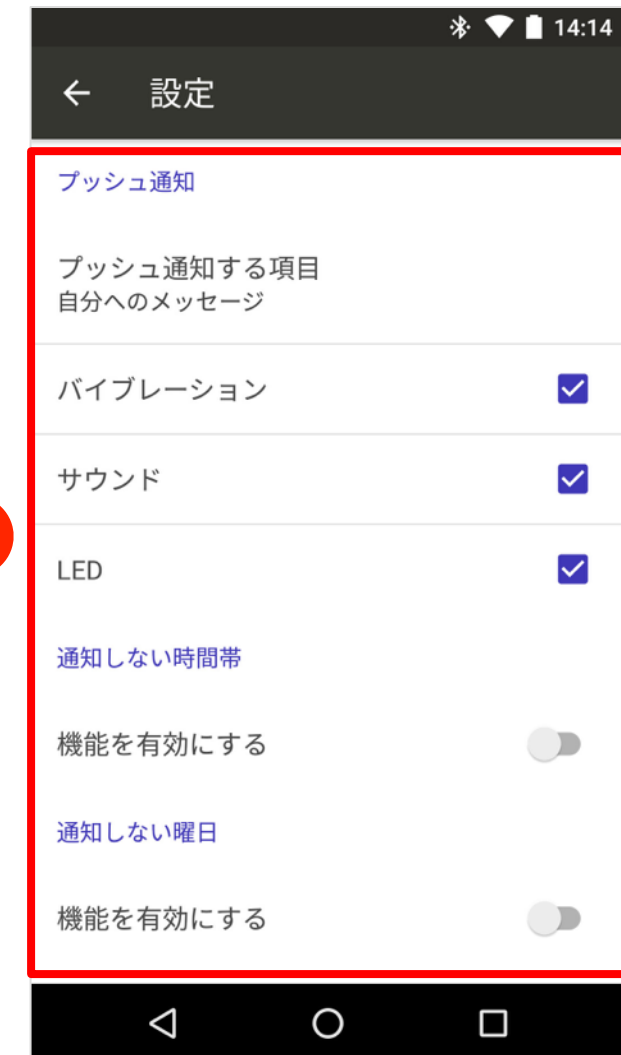 14:14
設定
プッシュ通知
プッシュ通知する項目
自分へのメッセージ
バイブレーション
サウンド
LED
通知しない時間帯
機能を有効にする
通知しない曜日
機能を有効にする